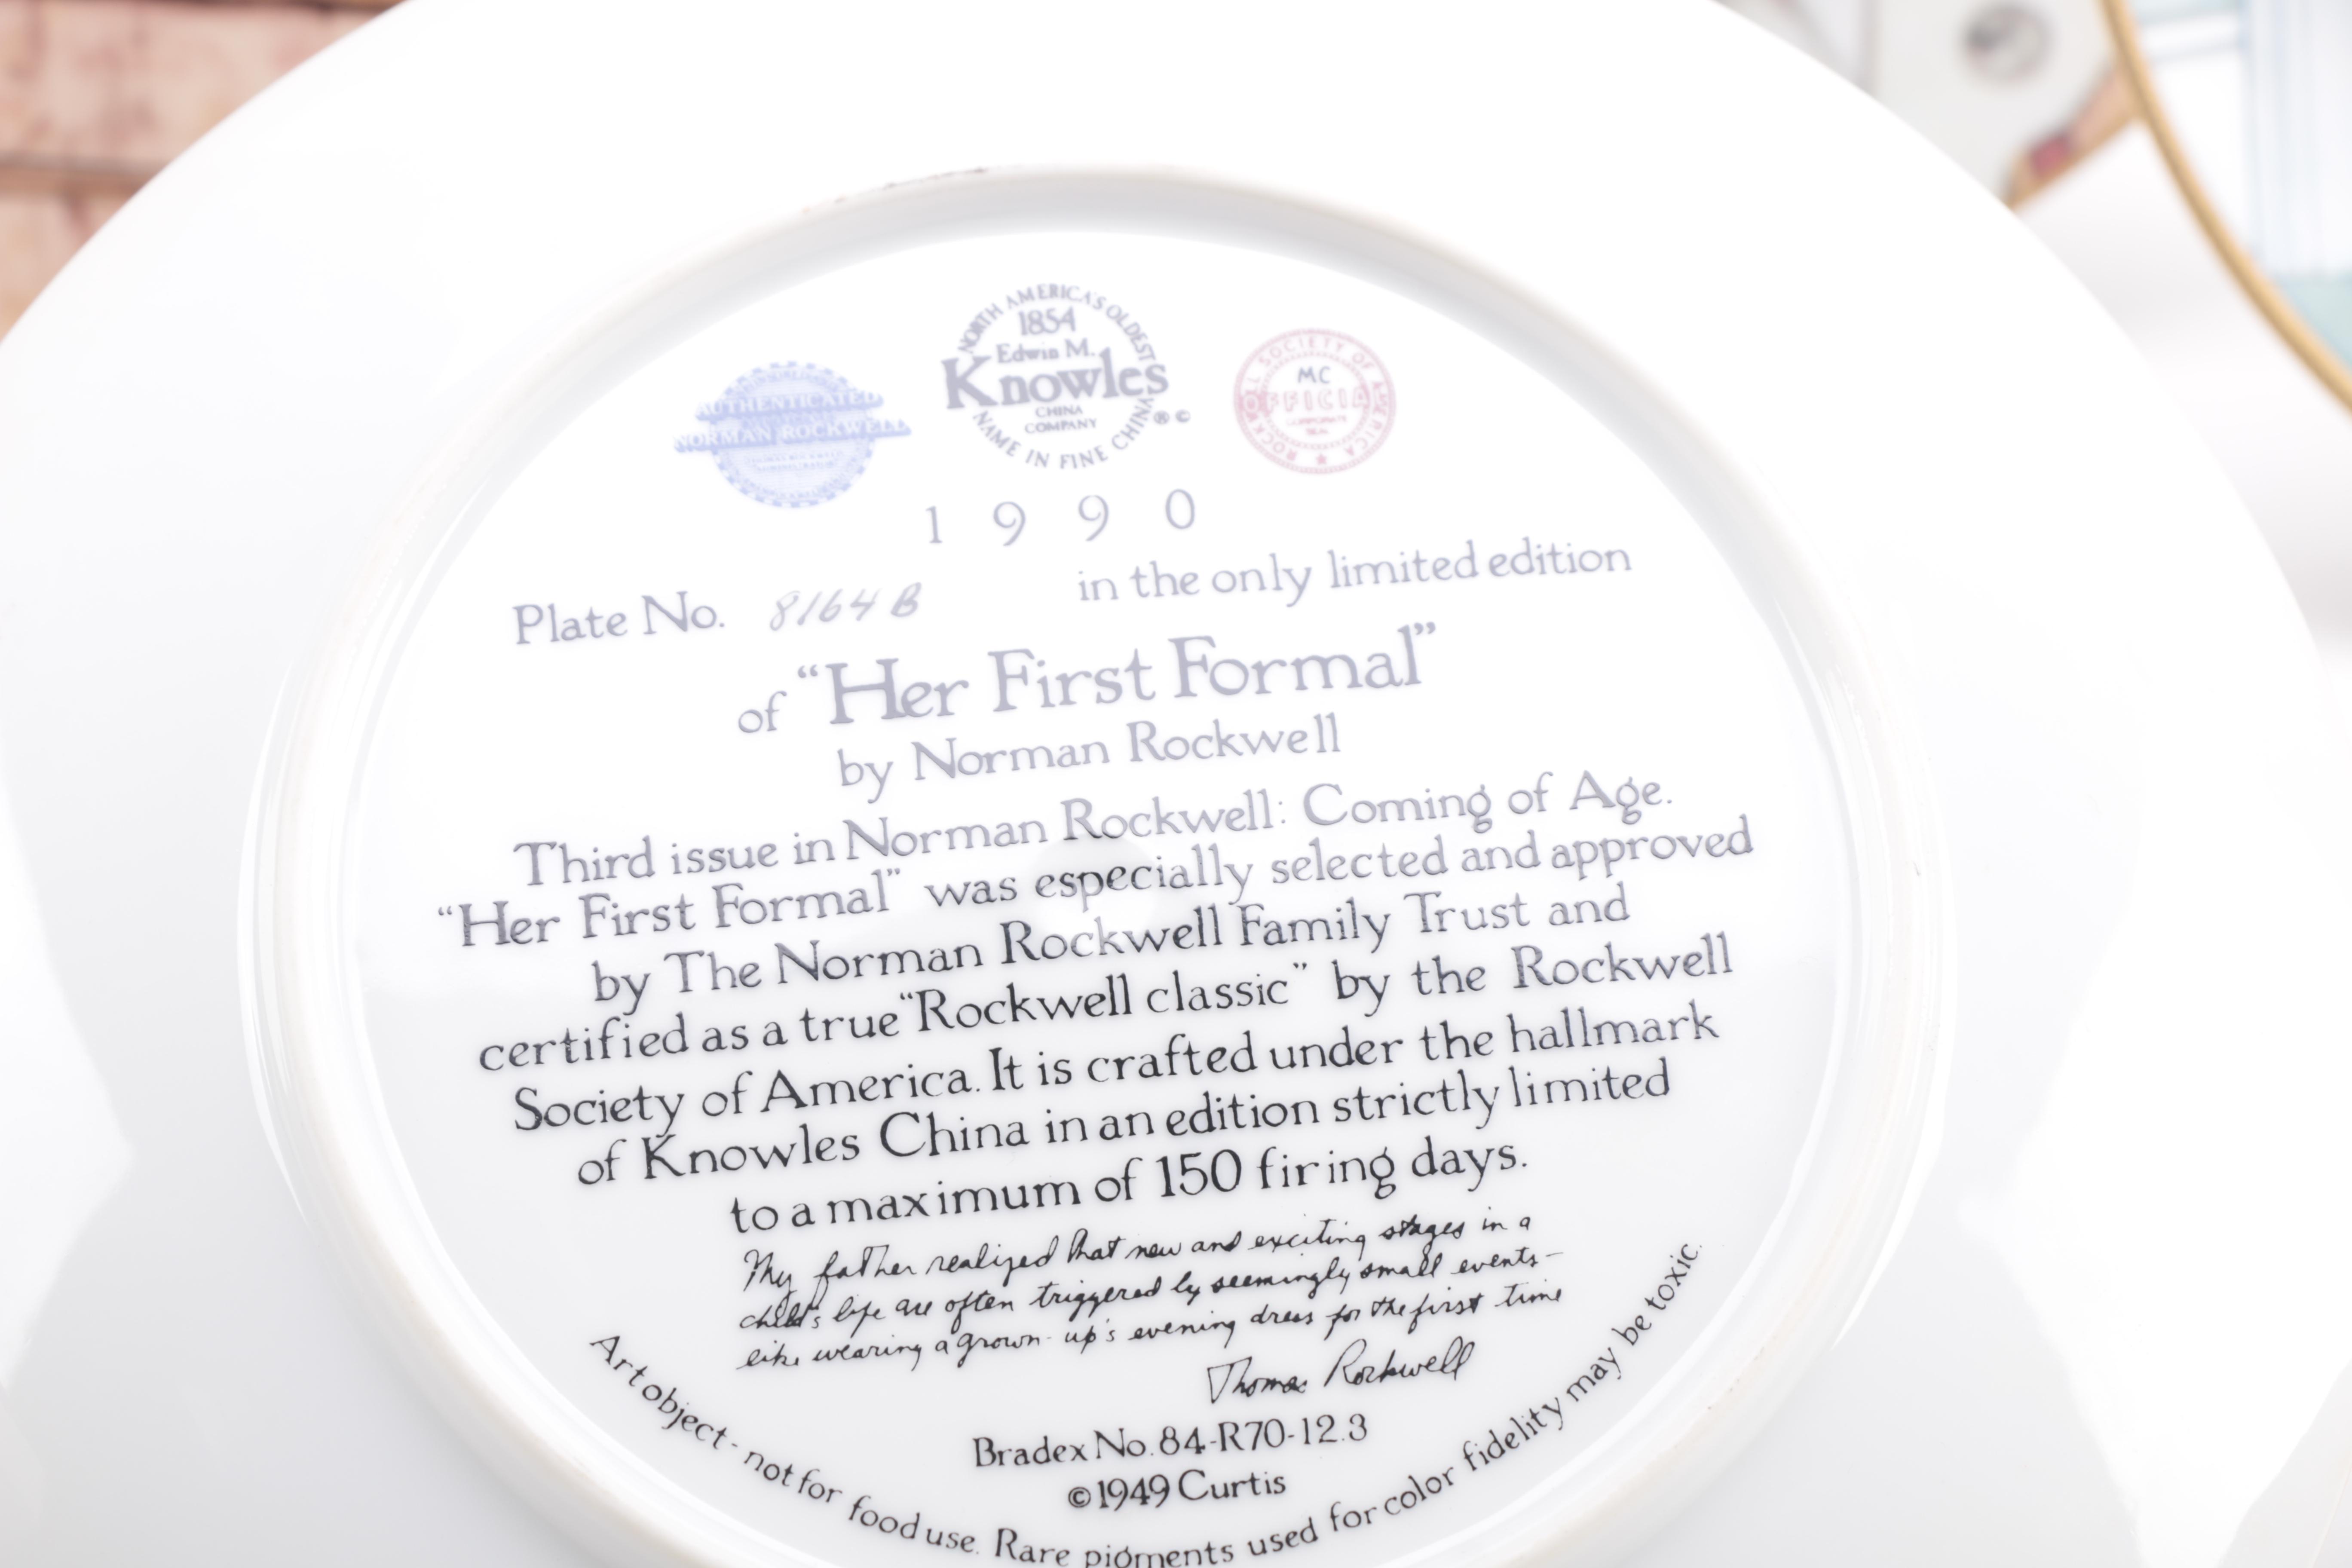 NORTH AMERICA'S OLDEST
1854
Edwin M.
Knowles
CHINA
COMPANY
® ©
NAME IN FINE CHINA
AUTHENTICATED
NORMAN ROCKWELL
ROCKWELL SOCIETY OF AMERICA
MC
OFFICIAL
CORPORATE
SEAL
1990
Plate No. 8164B in the only limited edition
of “Her First Formal”
by Norman Rockwell
Third issue in Norman Rockwell: Coming of Age.
“Her First Formal” was especially selected and approved
by The Norman Rockwell Family Trust and
certified as a true “Rockwell classic” by the Rockwell
Society of America. It is crafted under the hallmark
of Knowles China in an edition strictly limited
to a maximum of 150 firing days.
My father realized that new and exciting stages in a
child's life are often triggered by seemingly small events—
like wearing a grown-up's evening dress for the first time
Thomas Rockwell
Bradex No. 84-R70-12.3
©1949 Curtis
Art object - not for food use. Rare pigments used for color fidelity may be toxic.